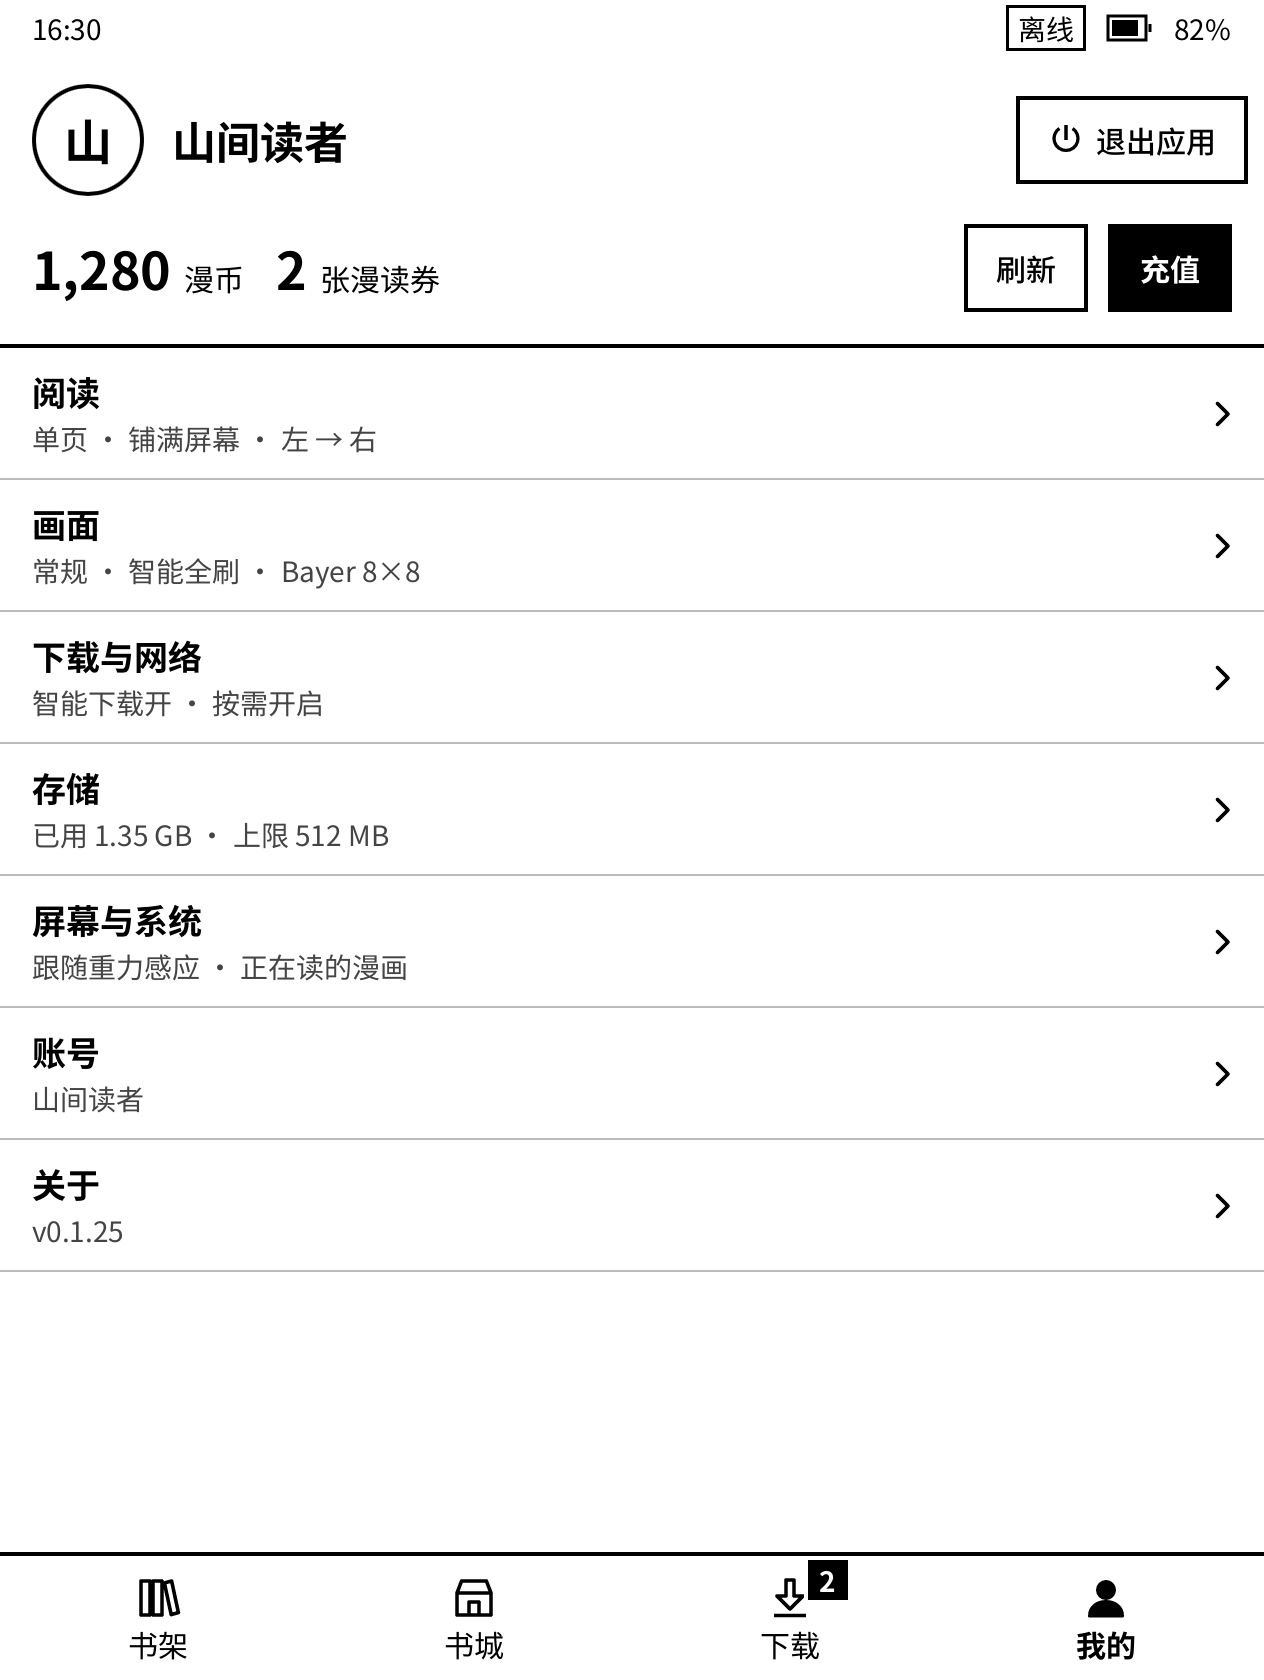 16:30 离线 82%
山 山间读者 退出应用
1,280 漫币 2 张漫读券 刷新 充值
阅读
单页 · 铺满屏幕 · 左 → 右
画面
常规 · 智能全刷 · Bayer 8×8
下载与网络
智能下载开 · 按需开启
存储
已用 1.35 GB · 上限 512 MB
屏幕与系统
跟随重力感应 · 正在读的漫画
账号
山间读者
关于
v0.1.25
2
书架 书城 下载 我的